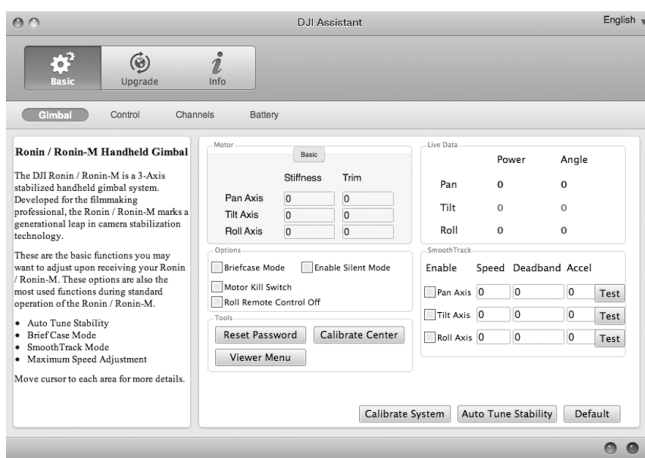 DJI Assistant
English
Basic
Upgrade
Info
Gimbal
Control
Channels
Battery
Ronin / Ronin-M Handheld Gimbal
The DJI Ronin / Ronin-M is a 3-Axis
stabilized handheld gimbal system.
Developed for the filmmaking
professional, the Ronin / Ronin-M marks a
generational leap in camera stabilization
technology.
These are the basic functions you may
want to adjust upon receiving your Ronin
/ Ronin-M. These options are also the
most used functions during standard
operation of the Ronin / Ronin-M.
• Auto Tune Stability
• Brief Case Mode
• SmoothTrack Mode
• Maximum Speed Adjustment
Move cursor to each area for more details.
Motor
Basic
Stiffness Trim
Pan Axis 0 0
Tilt Axis 0 0
Roll Axis 0 0
Options
Briefcase Mode Enable Silent Mode
Motor Kill Switch
Roll Remote Control Off
Tools
Reset Password Calibrate Center
Viewer Menu
Live Data
Power Angle
Pan 0 0
Tilt 0 0
Roll 0 0
SmoothTrack
Enable Speed Deadband Accel
Pan Axis 0 0 0 Test
Tilt Axis 0 0 0 Test
Roll Axis 0 0 0 Test
Calibrate System Auto Tune Stability Default